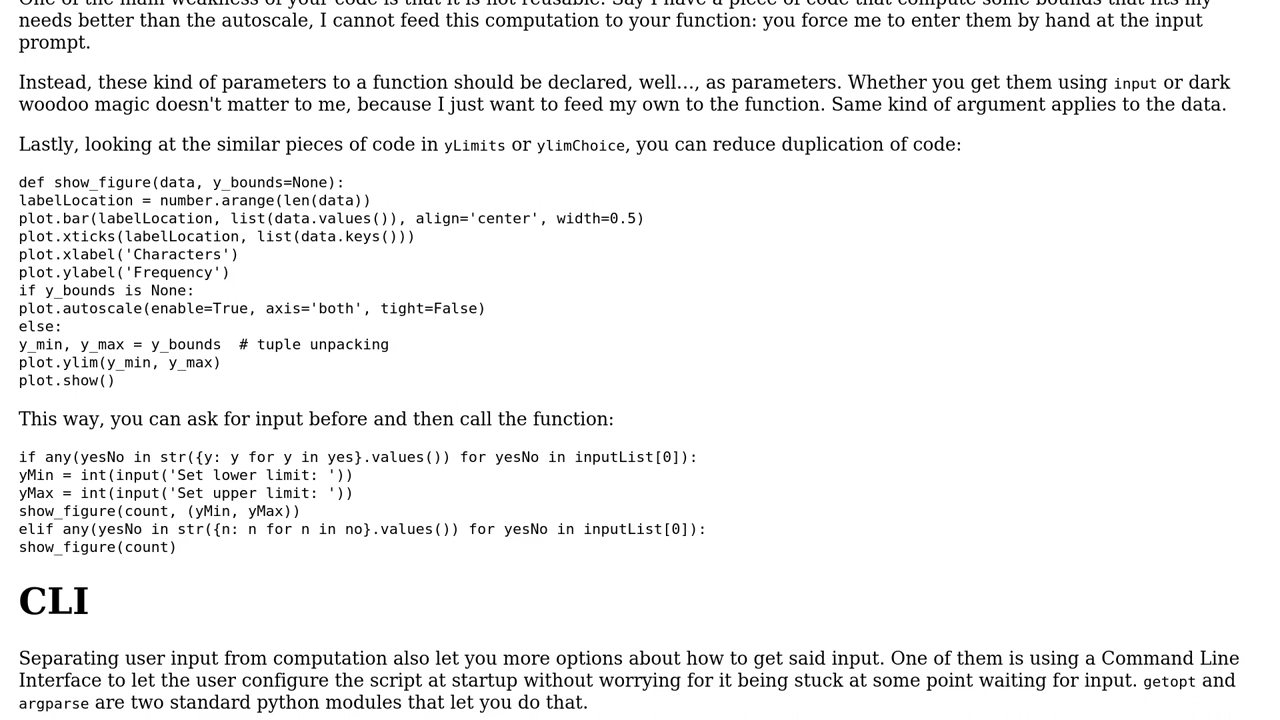 needs better than the autoscale, I cannot feed this computation to your function: you force me to enter them by hand at the input
prompt.
Instead, these kind of parameters to a function should be declared, well…, as parameters. Whether you get them using input or dark
woodoo magic doesn't matter to me, because I just want to feed my own to the function. Same kind of argument applies to the data.
Lastly, looking at the similar pieces of code in yLimits or ylimChoice, you can reduce duplication of code:
def show_figure(data, y_bounds=None):
labelLocation = number.arange(len(data))
plot.bar(labelLocation, list(data.values()), align='center', width=0.5)
plot.xticks(labelLocation, list(data.keys()))
plot.xlabel('Characters')
plot.ylabel('Frequency')
if y_bounds is None:
plot.autoscale(enable=True, axis='both', tight=False)
else:
y_min, y_max = y_bounds  # tuple unpacking
plot.ylim(y_min, y_max)
plot.show()
This way, you can ask for input before and then call the function:
if any(yesNo in str({y: y for y in yes}.values()) for yesNo in inputList[0]):
yMin = int(input('Set lower limit: '))
yMax = int(input('Set upper limit: '))
show_figure(count, (yMin, yMax))
elif any(yesNo in str({n: n for n in no}.values()) for yesNo in inputList[0]):
show_figure(count)
CLI
Separating user input from computation also let you more options about how to get said input. One of them is using a Command Line
Interface to let the user configure the script at startup without worrying for it being stuck at some point waiting for input. getopt and
argparse are two standard python modules that let you do that.